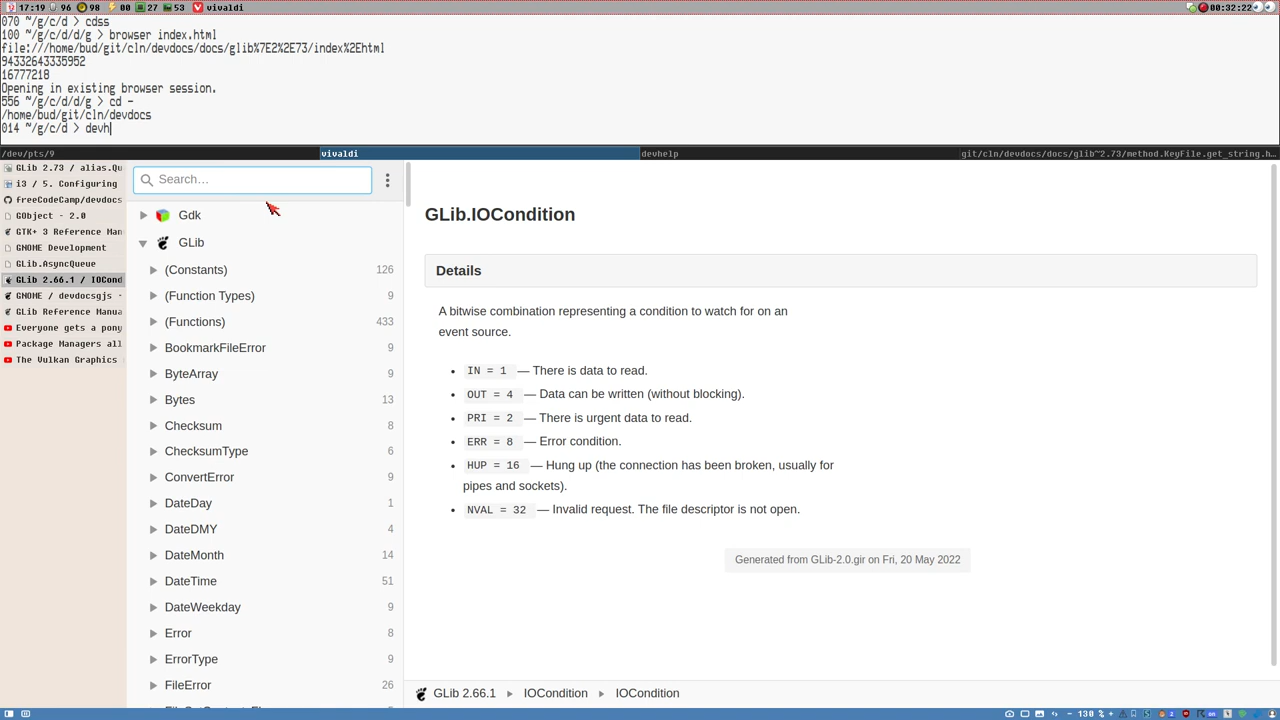 17:19 96 98 00 27 53 vivaldi 00:32:22
070 ~/g/c/d > cdss
100 ~/g/c/d/d/g > browser index.html
file:///home/bud/git/cln/devdocs/docs/glib%7E2%2E73/index%2Ehtml
94332643335952
16777218
Opening in existing browser session.
556 ~/g/c/d/d/g > cd -
/home/bud/git/cln/devdocs
014 ~/g/c/d > devh
/dev/pts/9 vivaldi devhelp git/cln/devdocs/docs/glib~2.73/method.KeyFile.get_string.h…
GLib 2.73 / alias.Qu
i3 / 5. Configuring
freeCodeCamp/devdocs
GObject - 2.0
GTK+ 3 Reference Man
GNOME Development
GLib.AsyncQueue
GLib 2.66.1 / IOCond
GNOME / devdocsgjs -
GLib Reference Manua
Everyone gets a pony
Package Managers all
The Vulkan Graphics
Search…
Gdk
GLib
(Constants) 126
(Function Types) 9
(Functions) 433
BookmarkFileError 9
ByteArray 9
Bytes 13
Checksum 8
ChecksumType 6
ConvertError 9
DateDay 1
DateDMY 4
DateMonth 14
DateTime 51
DateWeekday 9
Error 8
ErrorType 9
FileError 26
GLib.IOCondition
Details
A bitwise combination representing a condition to watch for on an
event source.
IN = 1 — There is data to read.
OUT = 4 — Data can be written (without blocking).
PRI = 2 — There is urgent data to read.
ERR = 8 — Error condition.
HUP = 16 — Hung up (the connection has been broken, usually for
pipes and sockets).
NVAL = 32 — Invalid request. The file descriptor is not open.
Generated from GLib-2.0.gir on Fri, 20 May 2022
GLib 2.66.1 IOCondition IOCondition
− 130 % +